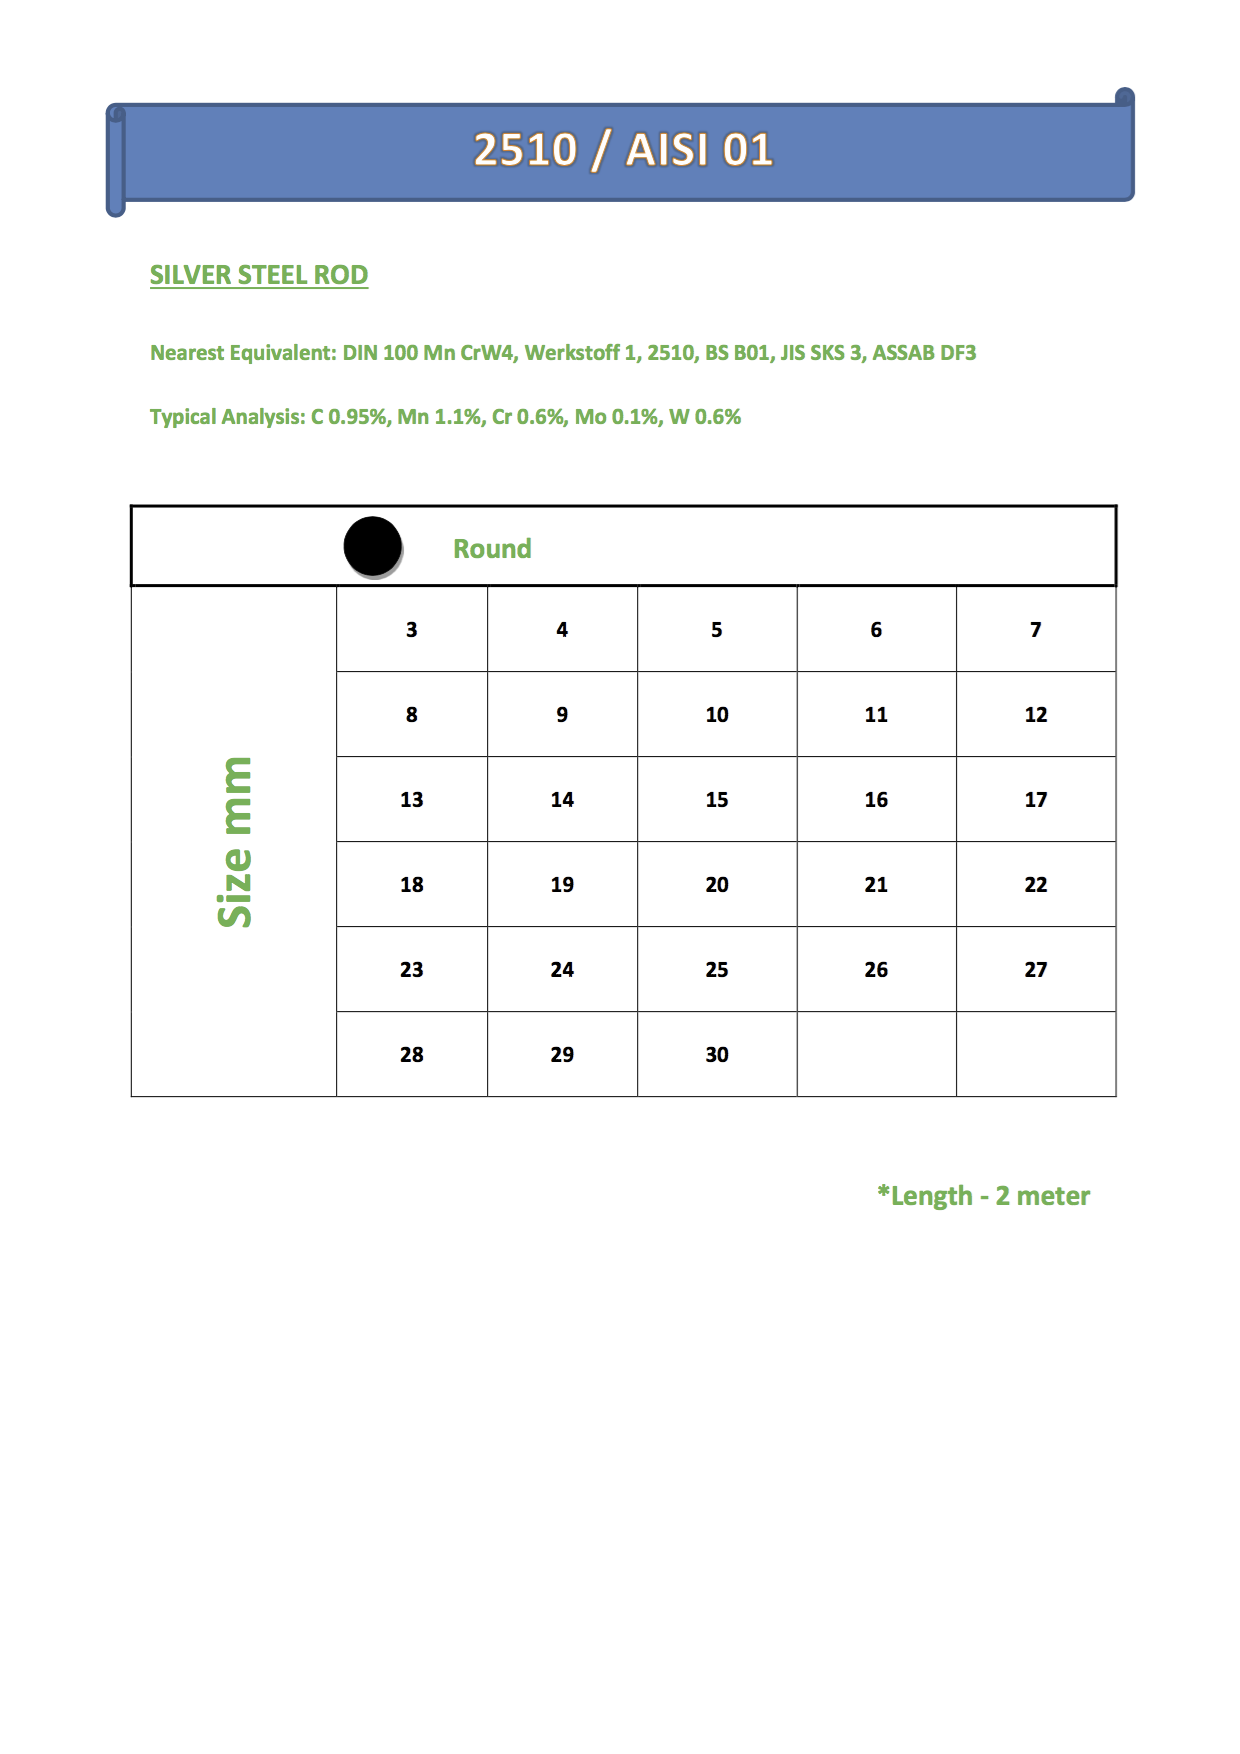 2510 / AISI 01
SILVER STEEL ROD
Nearest Equivalent: DIN 100 Mn CrW4, Werkstoff 1, 2510, BS B01, JIS SKS 3, ASSAB DF3
Typical Analysis: C 0.95%, Mn 1.1%, Cr 0.6%, Mo 0.1%, W 0.6%
Round
Size mm
3 4 5 6 7
8 9 10 11 12
13 14 15 16 17
18 19 20 21 22
23 24 25 26 27
28 29 30
*Length - 2 meter